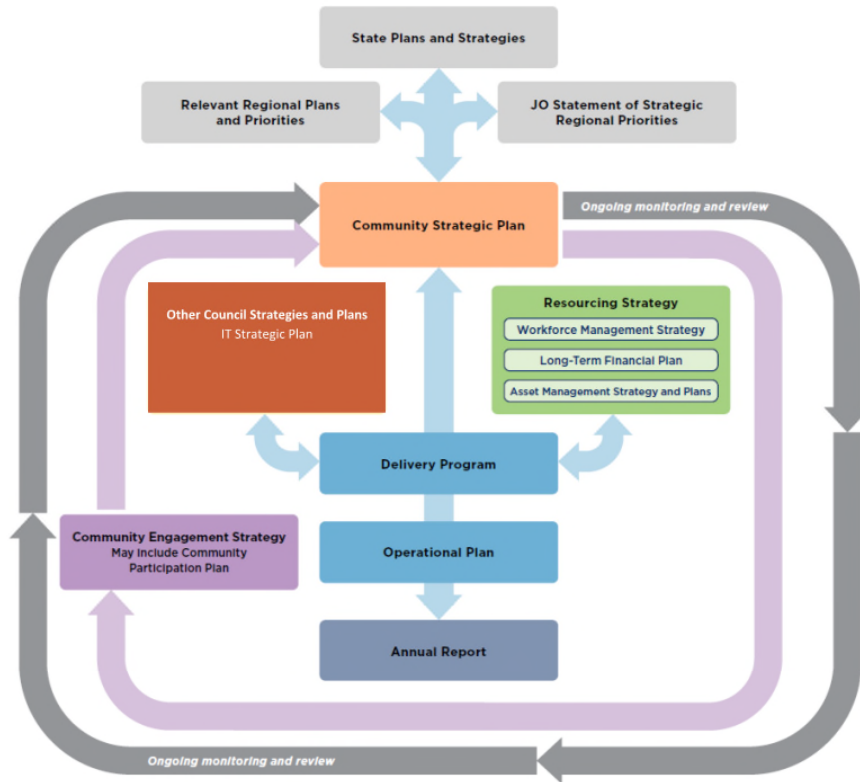 State Plans and Strategies
Relevant Regional Plans
and Priorities
JO Statement of Strategic
Regional Priorities
Community Strategic Plan
Ongoing monitoring and review
Other Council Strategies and Plans
IT Strategic Plan
Resourcing Strategy
Workforce Management Strategy
Long-Term Financial Plan
Asset Management Strategy and Plans
Delivery Program
Community Engagement Strategy
May Include Community
Participation Plan
Operational Plan
Annual Report
Ongoing monitoring and review